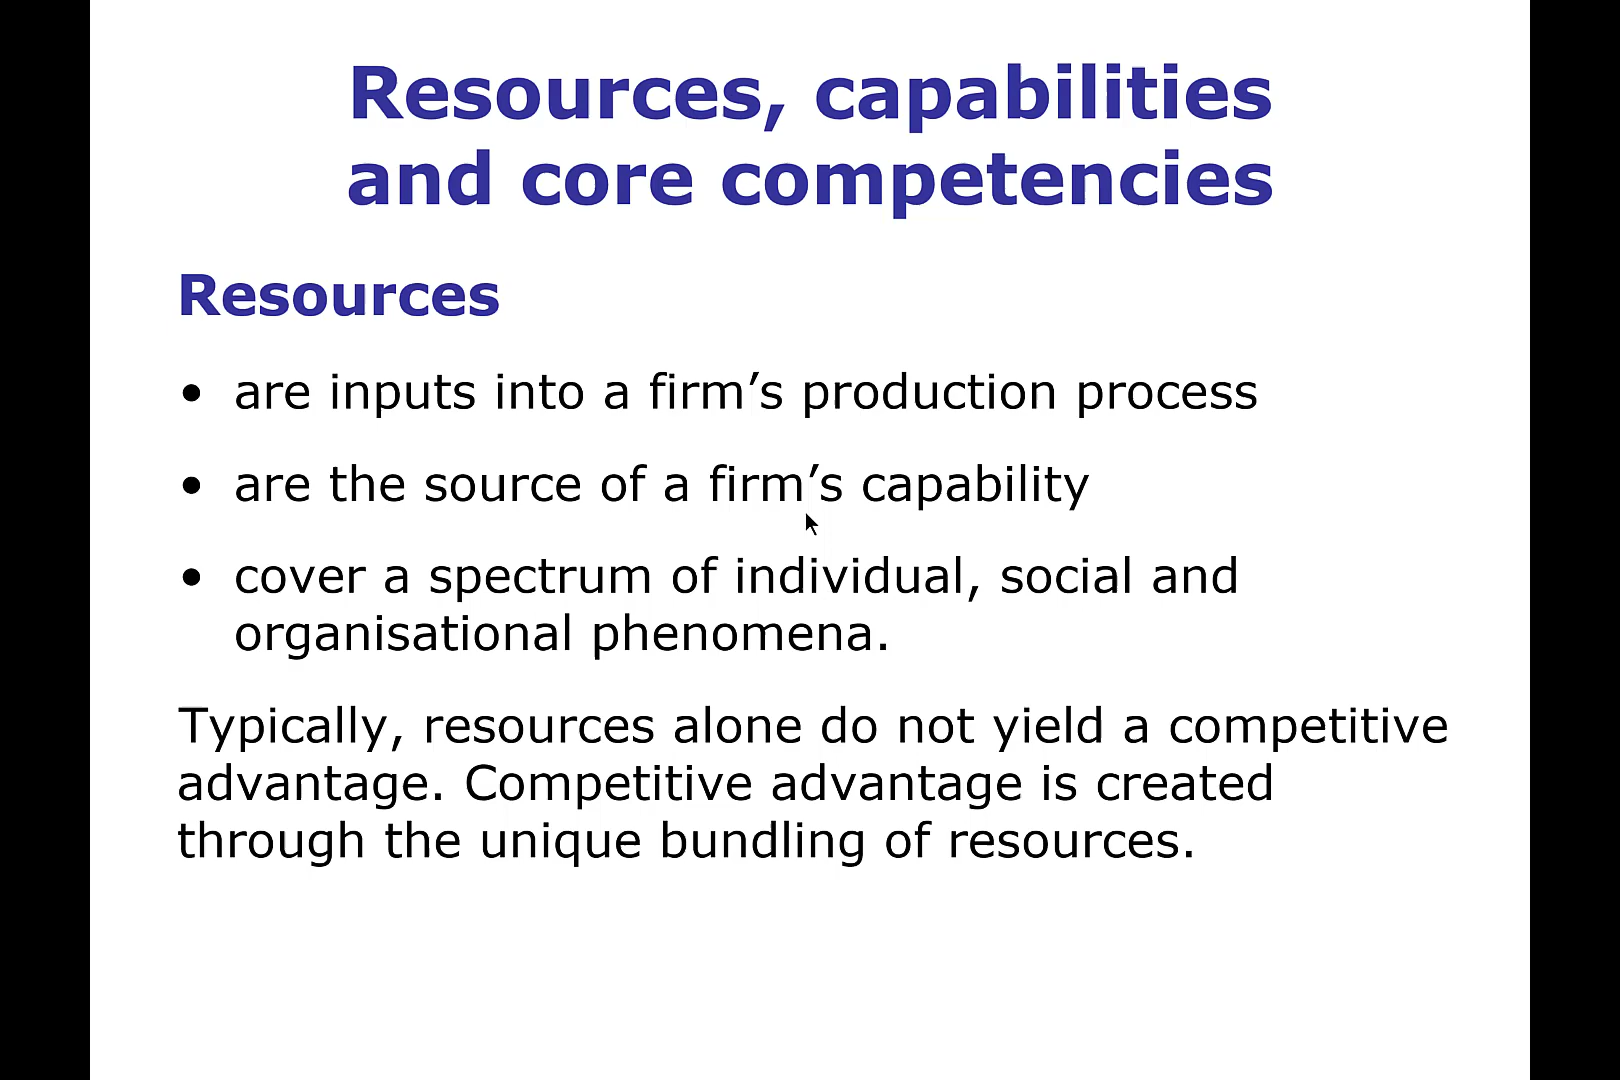 Resources, capabilities
and core competencies
Resources
• are inputs into a firm’s production process
• are the source of a firm’s capability
• cover a spectrum of individual, social and
organisational phenomena.
Typically, resources alone do not yield a competitive
advantage. Competitive advantage is created
through the unique bundling of resources.